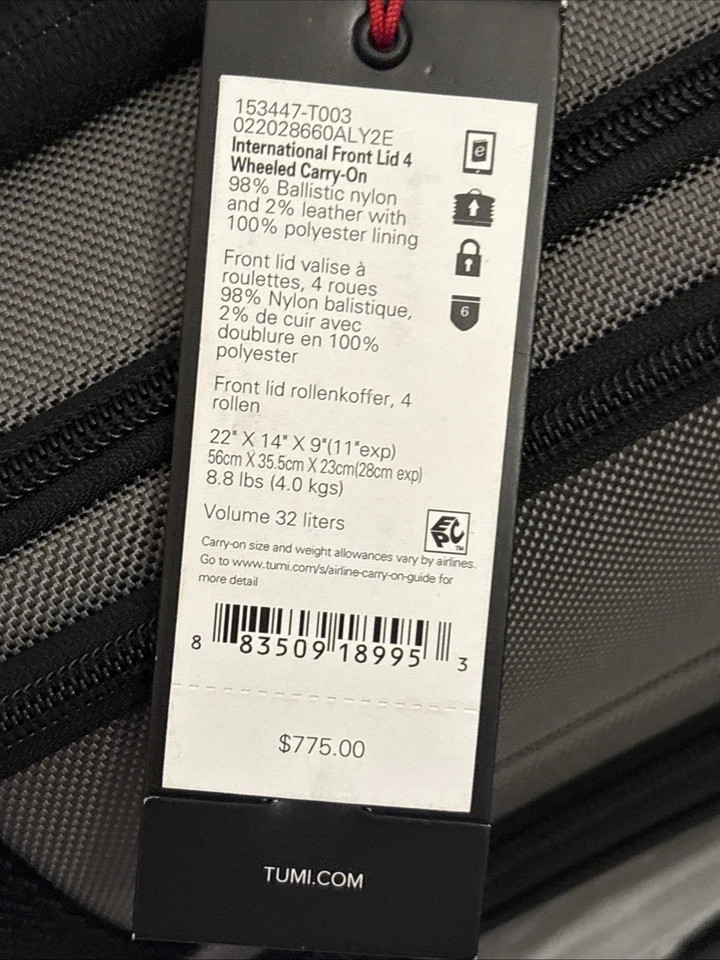 153447-T003
022028660ALY2E
International Front Lid 4
Wheeled Carry-On
98% Ballistic nylon
and 2% leather with
100% polyester lining
Front lid valise à
roulettes, 4 roues
98% Nylon balistique,
2% de cuir avec
doublure en 100%
polyester
Front lid rollenkoffer, 4
rollen
22" X 14" X 9"(11"exp)
56cm X 35.5cm X 23cm(28cm exp)
8.8 lbs (4.0 kgs)
Volume 32 liters
Carry-on size and weight allowances vary by airlines.
Go to www.tumi.com/s/airline-carry-on-guide for
more detail
e
6
EPC
TM
8 83509 18995 3
$775.00
TUMI.COM